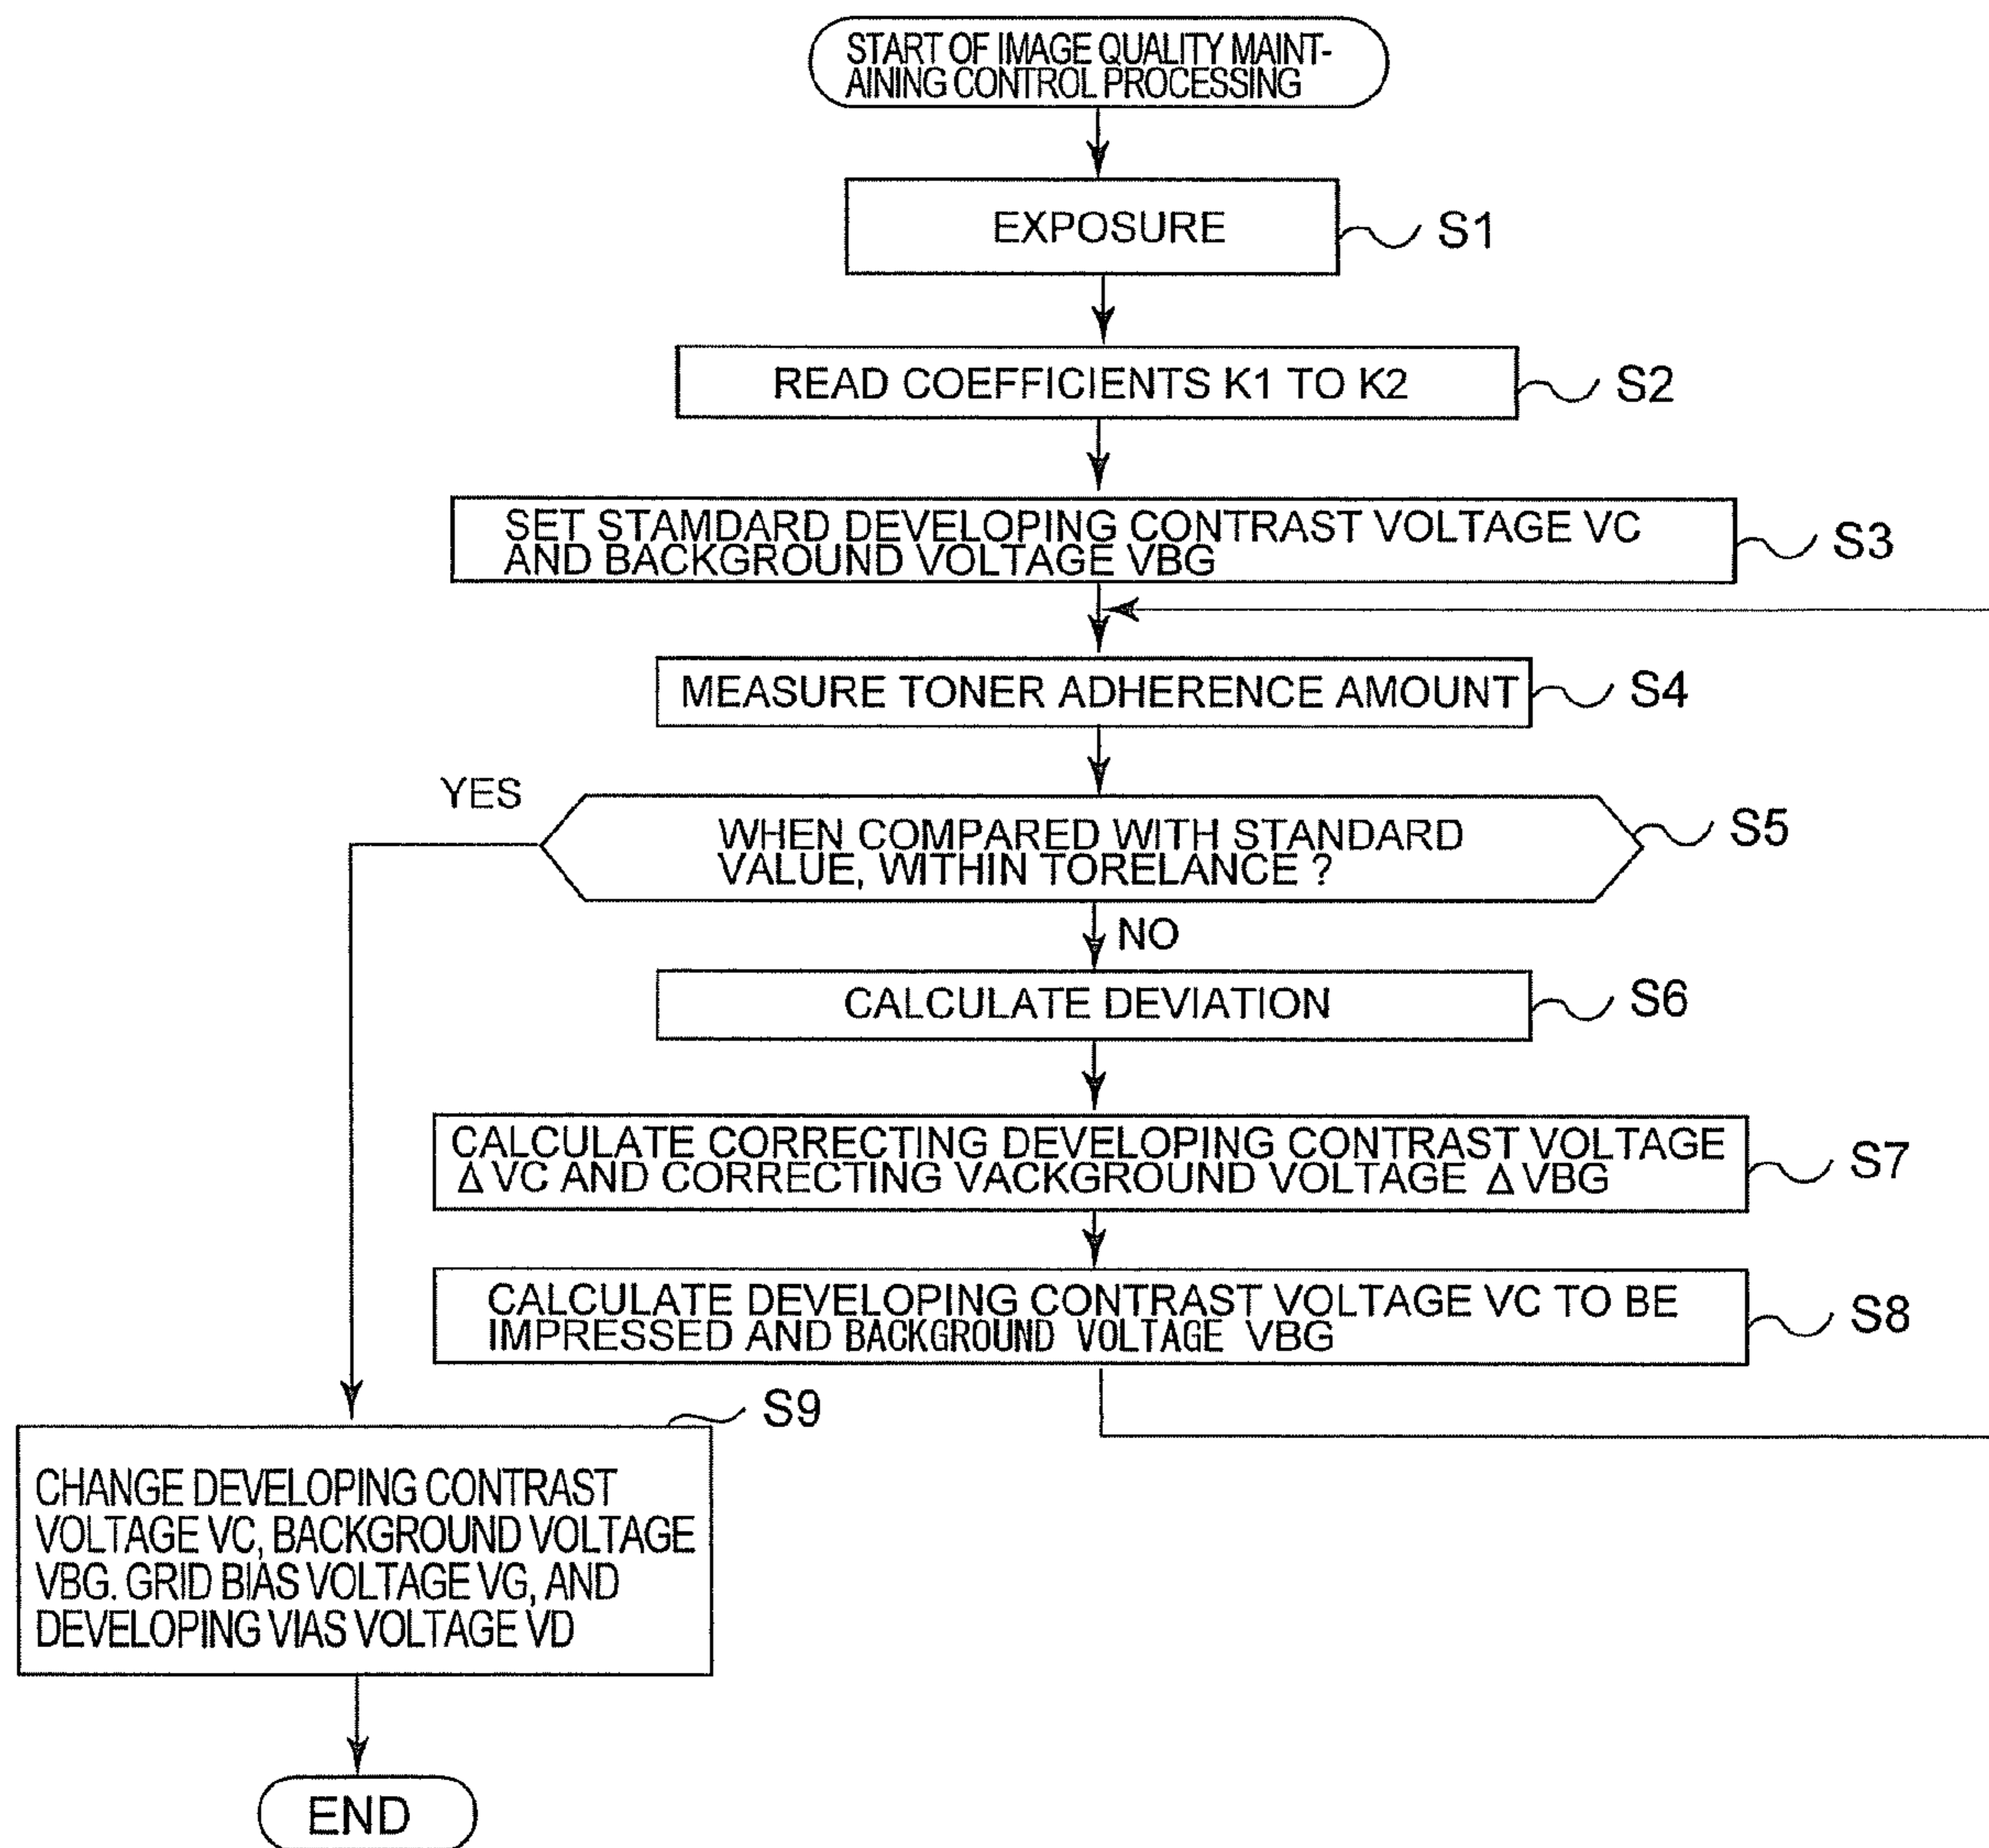 START OF IMAGE QUALITY MAINT-
AINING CONTROL PROCESSING
EXPOSURE
S1
READ COEFFICIENTS K1 TO K2
S2
SET STAMDARD DEVELOPING CONTRAST VOLTAGE VC
AND BACKGROUND VOLTAGE VBG
S3
MEASURE TONER ADHERENCE AMOUNT
S4
YES
WHEN COMPARED WITH STANDARD
VALUE, WITHIN TORELANCE ?
S5
NO
CALCULATE DEVIATION
S6
CALCULATE CORRECTING DEVELOPING CONTRAST VOLTAGE
Δ VC AND CORRECTING VACKGROUND VOLTAGE Δ VBG
S7
CALCULATE DEVELOPING CONTRAST VOLTAGE VC TO BE
IMPRESSED AND BACKGROUND VOLTAGE VBG
S8
S9
CHANGE DEVELOPING CONTRAST
VOLTAGE VC, BACKGROUND VOLTAGE
VBG. GRID BIAS VOLTAGE VG, AND
DEVELOPING VIAS VOLTAGE VD
END